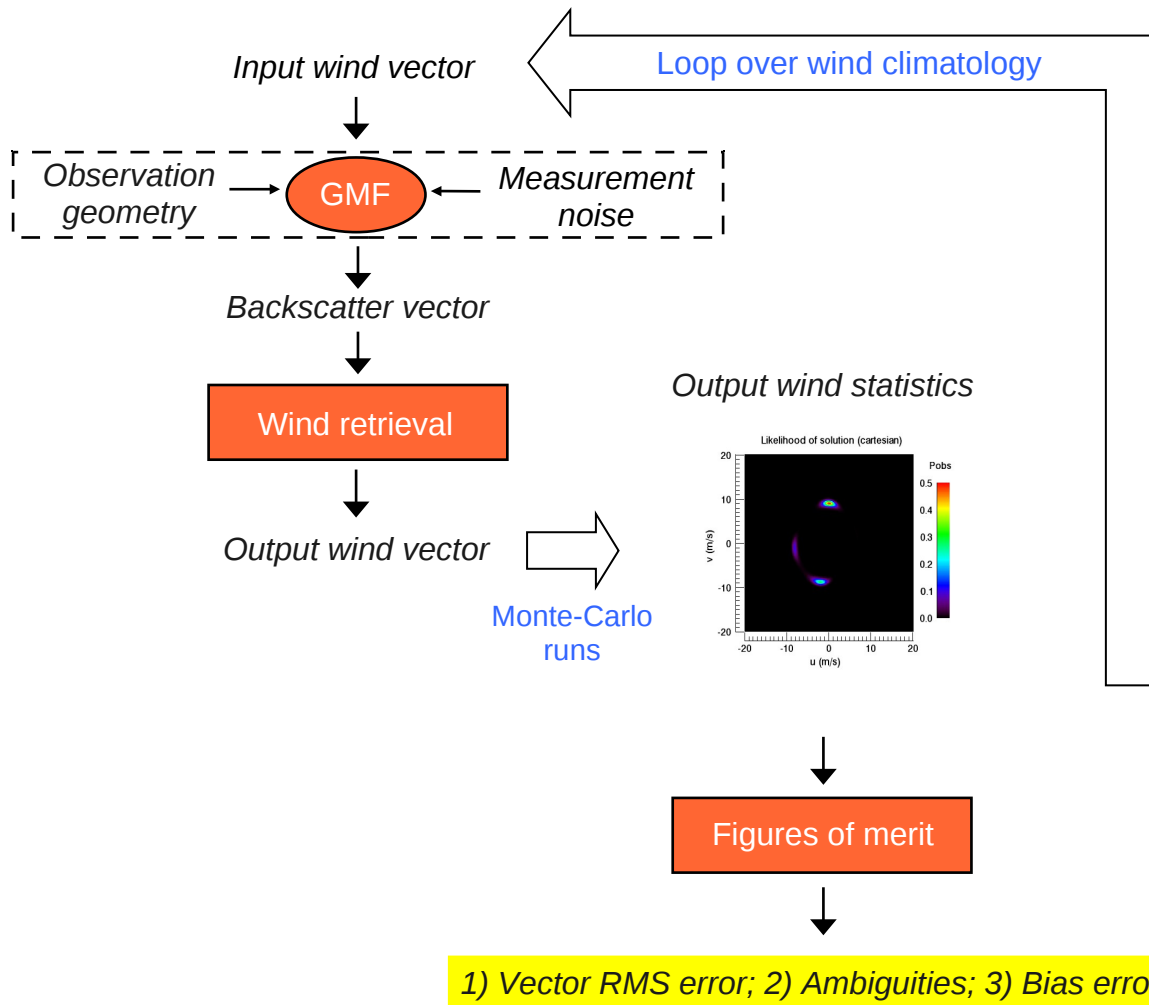 Input wind vector
Loop over wind climatology
Observation
geometry
GMF
Measurement
noise
Backscatter vector
Wind retrieval
Output wind vector
Monte-Carlo
runs
Output wind statistics
Likelihood of solution (cartesian)
Pobs
20
10
0
-10
-20
v (m/s)
-20
-10
0
10
20
u (m/s)
0.5
0.4
0.3
0.2
0.1
0.0
Figures of merit
1) Vector RMS error; 2) Ambiguities; 3) Bias erro